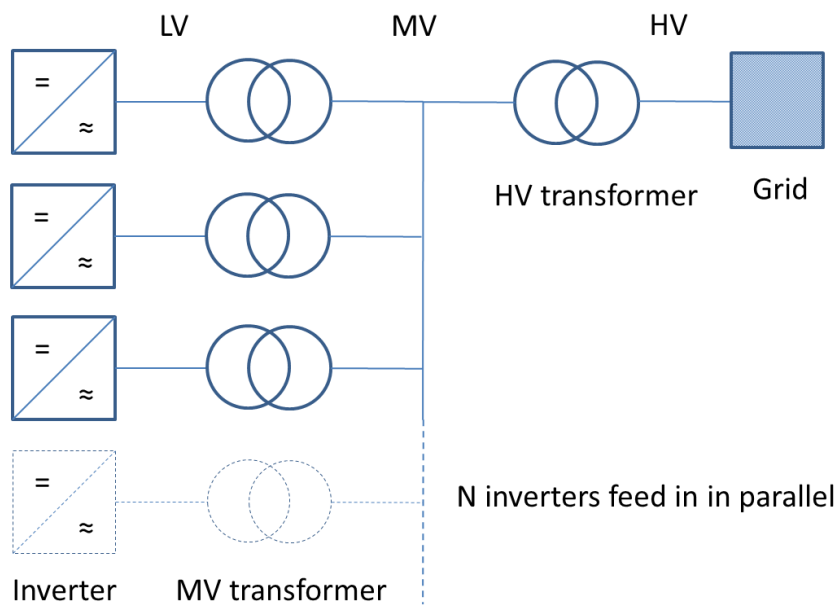 LV MV HV
=
≈
HV transformer Grid
=
≈
=
≈
=
≈
N inverters feed in in parallel
Inverter MV transformer